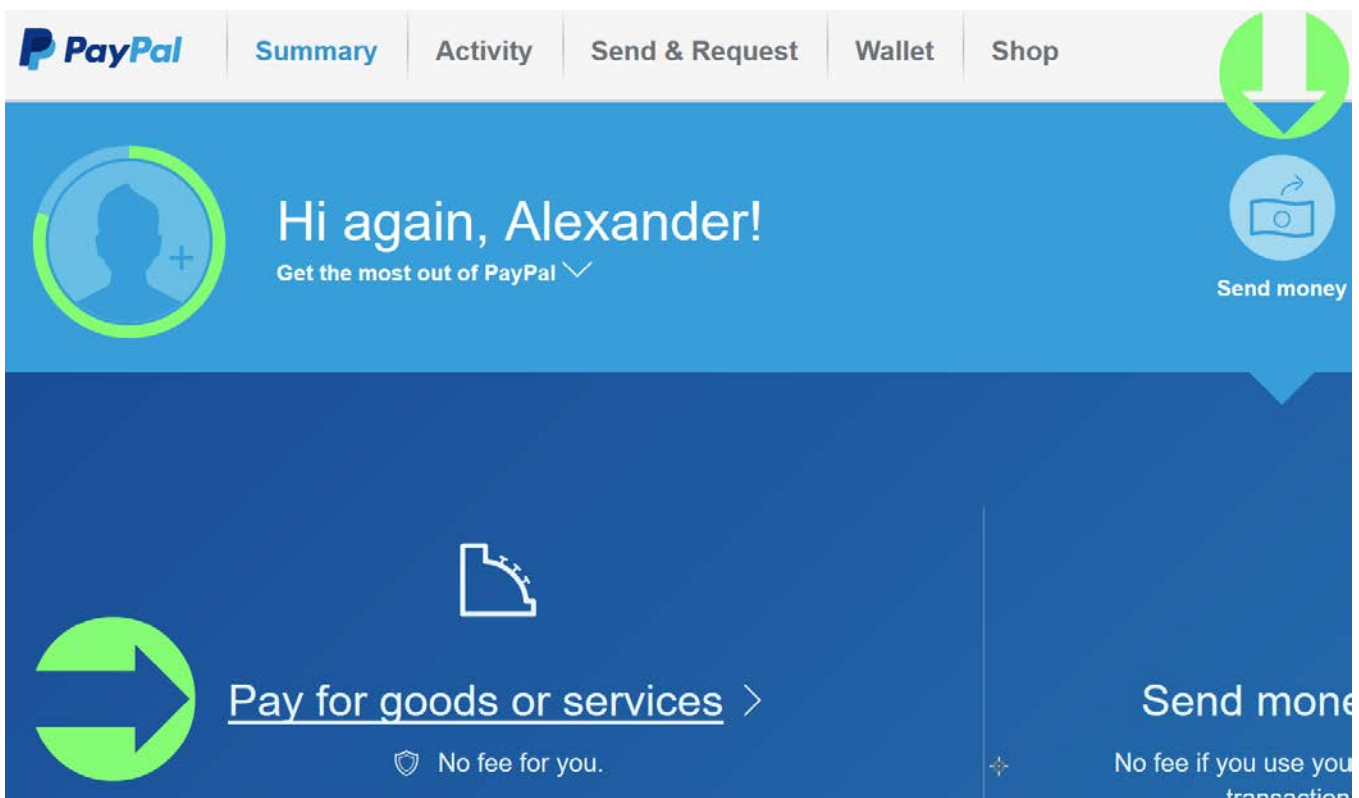 PayPal Summary Activity Send & Request Wallet Shop
Hi again, Alexander!
Get the most out of PayPal
Send money
Pay for goods or services >
No fee for you.
Send
No fee if you use